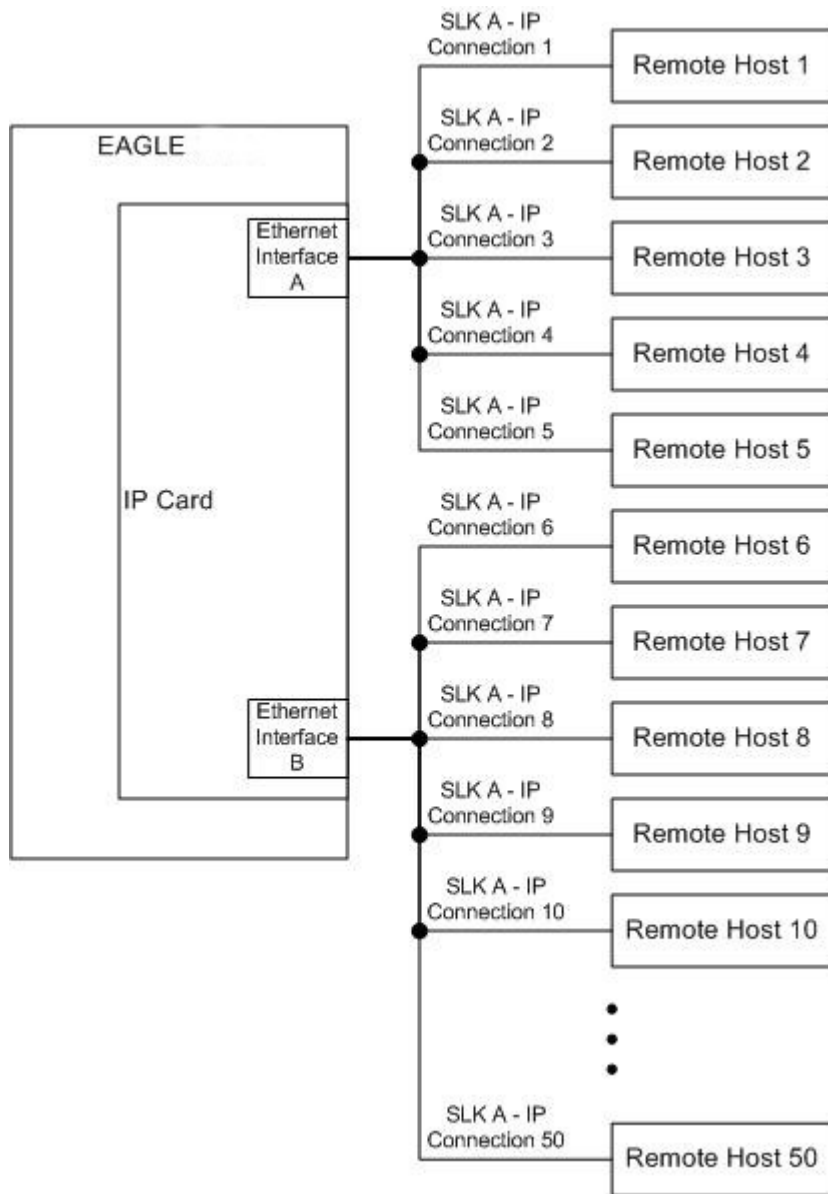 EAGLE
IP Card
Ethernet
Interface
A
Ethernet
Interface
B
SLK A - IP
Connection 1
Remote Host 1
SLK A - IP
Connection 2
Remote Host 2
SLK A - IP
Connection 3
Remote Host 3
SLK A - IP
Connection 4
Remote Host 4
SLK A - IP
Connection 5
Remote Host 5
SLK A - IP
Connection 6
Remote Host 6
SLK A - IP
Connection 7
Remote Host 7
SLK A - IP
Connection 8
Remote Host 8
SLK A - IP
Connection 9
Remote Host 9
SLK A - IP
Connection 10
Remote Host 10
SLK A - IP
Connection 50
Remote Host 50